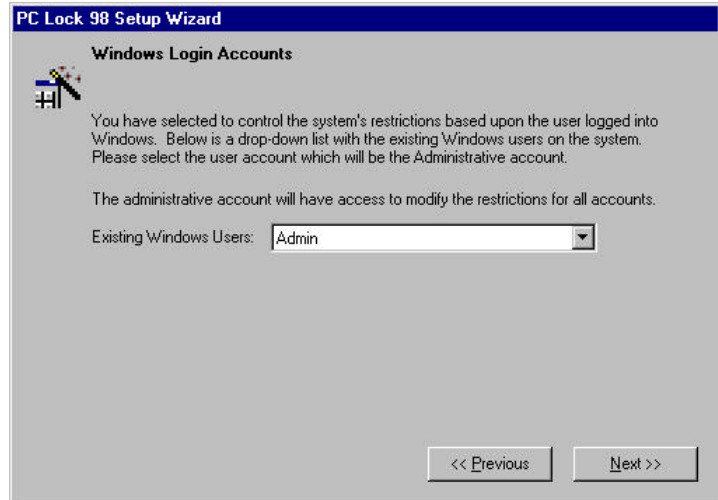 PC Lock 98 Setup Wizard
Windows Login Accounts
You have selected to control the system's restrictions based upon the user logged into
Windows. Below is a drop-down list with the existing Windows users on the system.
Please select the user account which will be the Administrative account.
The administrative account will have access to modify the restrictions for all accounts.
Existing Windows Users: Admin
<< Previous Next >>